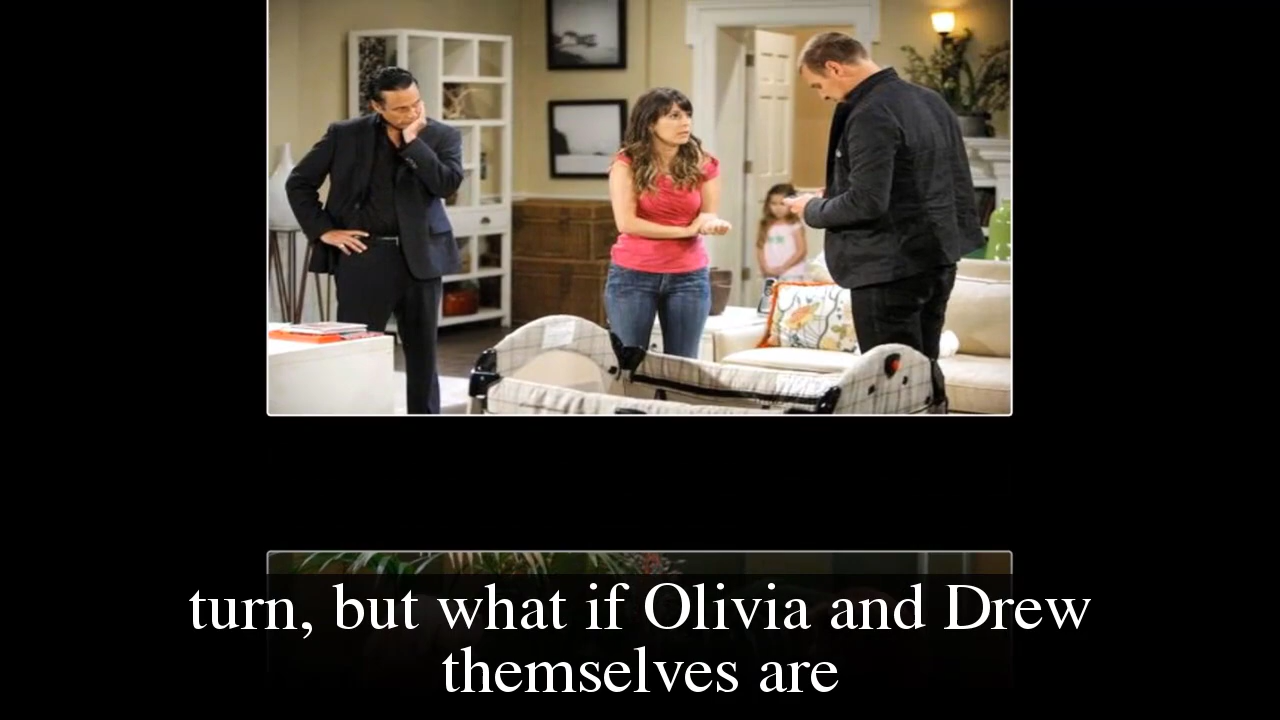 turn, but what if Olivia and Drew
themselves are